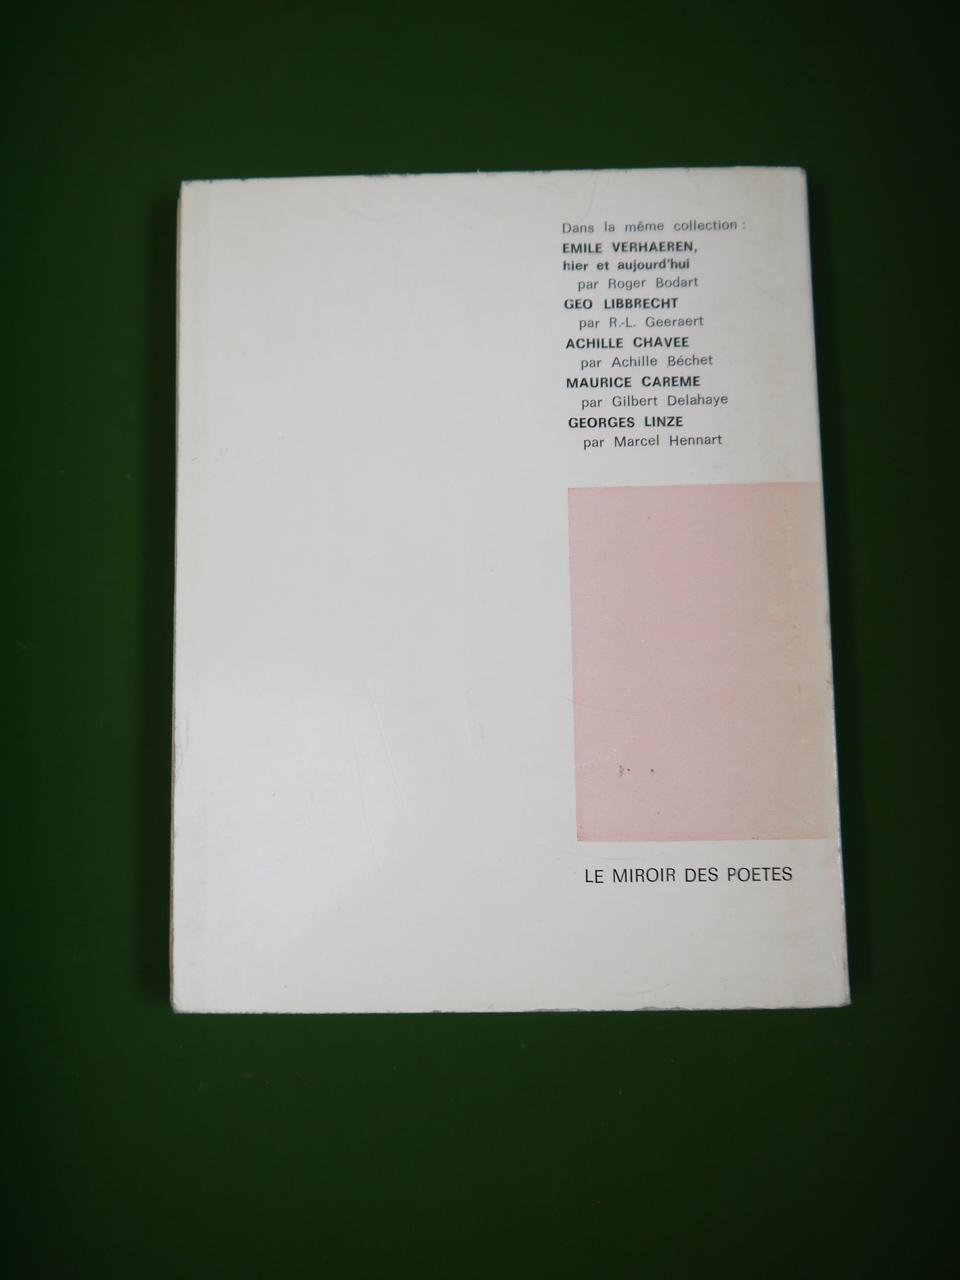 Dans la même collection :
EMILE VERHAEREN,
hier et aujourd'hui
par Roger Bodart
GEO LIBBRECHT
par R.-L. Geeraert
ACHILLE CHAVEE
par Achille Béchet
MAURICE CAREME
par Gilbert Delahaye
GEORGES LINZE
par Marcel Hennart
LE MIROIR DES POETES